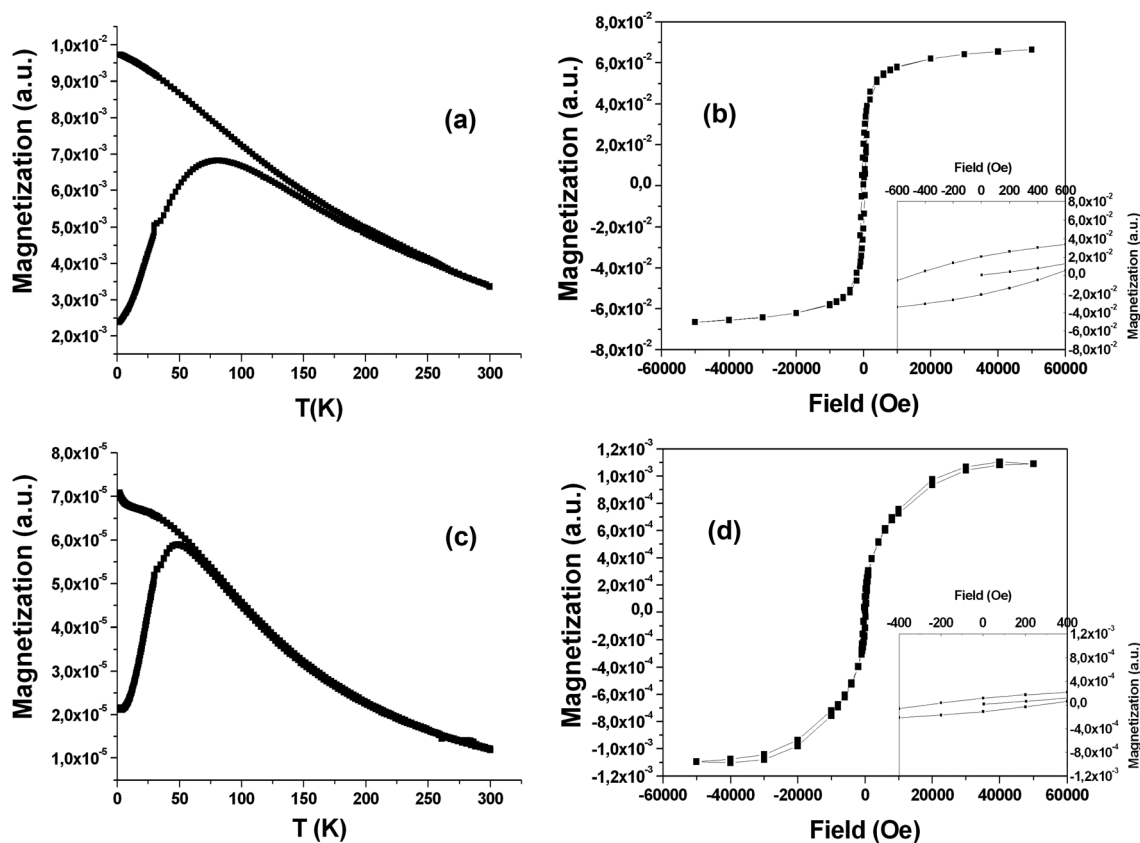 Magnetization (a.u.)
1,0x10⁻²
9,0x10⁻³
8,0x10⁻³
7,0x10⁻³
6,0x10⁻³
5,0x10⁻³
4,0x10⁻³
3,0x10⁻³
2,0x10⁻³
(a)
0 50 100 150 200 250 300
T(K)
Magnetization (a.u.)
8,0x10⁻²
6,0x10⁻²
4,0x10⁻²
2,0x10⁻²
0,0
-2,0x10⁻²
-4,0x10⁻²
-6,0x10⁻²
-8,0x10⁻²
(b)
Field (Oe)
-600 -400 -200 0 200 400 600
8,0x10⁻²
6,0x10⁻²
4,0x10⁻²
2,0x10⁻²
0,0
-2,0x10⁻²
-4,0x10⁻²
-6,0x10⁻²
-8,0x10⁻²
Magnetization (a.u.)
-60000 -40000 -20000 0 20000 40000 60000
Field (Oe)
Magnetization (a.u.)
8,0x10⁻⁵
7,0x10⁻⁵
6,0x10⁻⁵
5,0x10⁻⁵
4,0x10⁻⁵
3,0x10⁻⁵
2,0x10⁻⁵
1,0x10⁻⁵
(c)
0 50 100 150 200 250 300
T (K)
Magnetization (a.u.)
1,2x10⁻³
1,0x10⁻³
8,0x10⁻⁴
6,0x10⁻⁴
4,0x10⁻⁴
2,0x10⁻⁴
0,0
-2,0x10⁻⁴
-4,0x10⁻⁴
-6,0x10⁻⁴
-8,0x10⁻⁴
-1,0x10⁻³
-1,2x10⁻³
(d)
Field (Oe)
-400 -200 0 200 400
1,2x10⁻³
8,0x10⁻⁴
4,0x10⁻⁴
0,0
-4,0x10⁻⁴
-8,0x10⁻⁴
-1,2x10⁻³
Magnetization (a.u.)
-60000 -40000 -20000 0 20000 40000 60000
Field (Oe)